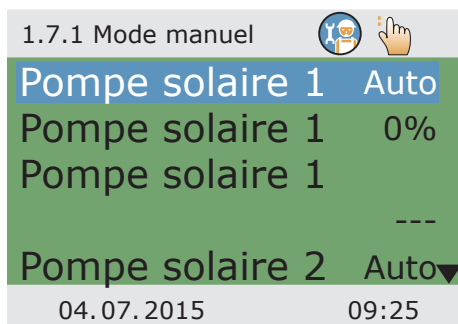 1.7.1 Mode manuel
Pompe solaire 1 Auto
Pompe solaire 1 0%
Pompe solaire 1
---
Pompe solaire 2 Auto
04.07.2015 09:25